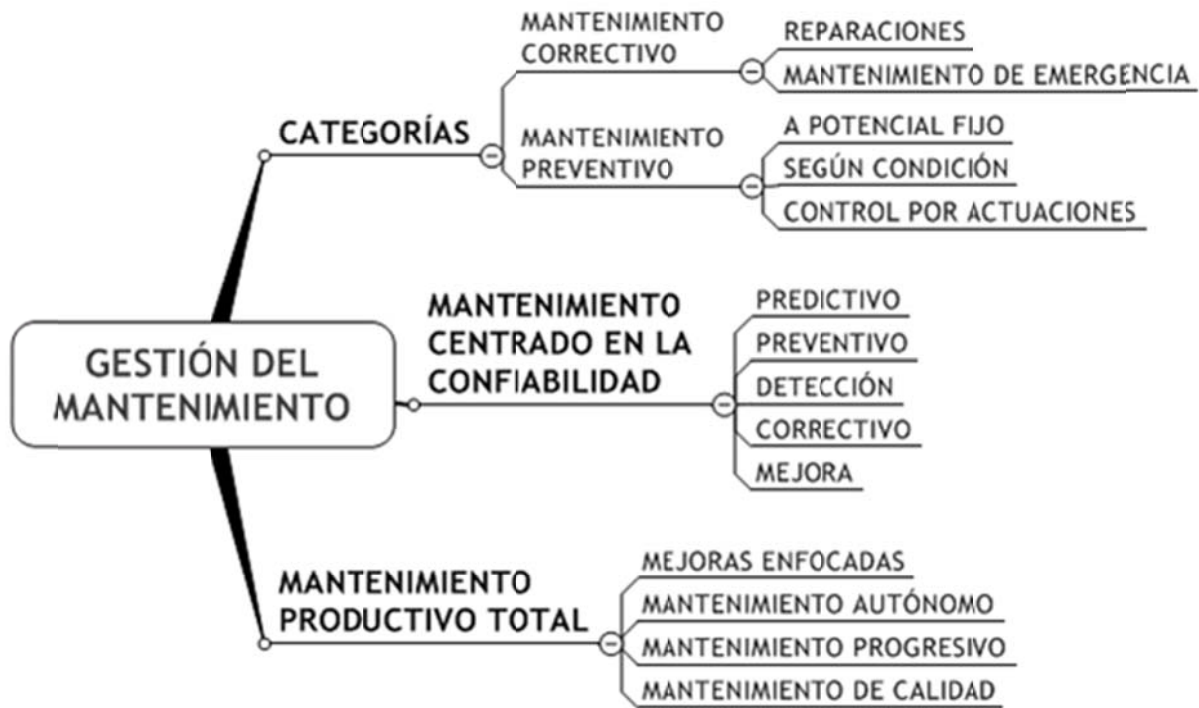 MANTENIMIENTO
CORRECTIVO
REPARACIONES
MANTENIMIENTO DE EMERGENCIA
CATEGORÍAS
MANTENIMIENTO
PREVENTIVO
A POTENCIAL FIJO
SEGÚN CONDICIÓN
CONTROL POR ACTUACIONES
GESTIÓN DEL
MANTENIMIENTO
MANTENIMIENTO
CENTRADO EN LA
CONFIABILIDAD
PREDICTIVO
PREVENTIVO
DETECCIÓN
CORRECTIVO
MEJORA
MANTENIMIENTO
PRODUCTIVO TOTAL
MEJORAS ENFOCADAS
MANTENIMIENTO AUTÓNOMO
MANTENIMIENTO PROGRESIVO
MANTENIMIENTO DE CALIDAD